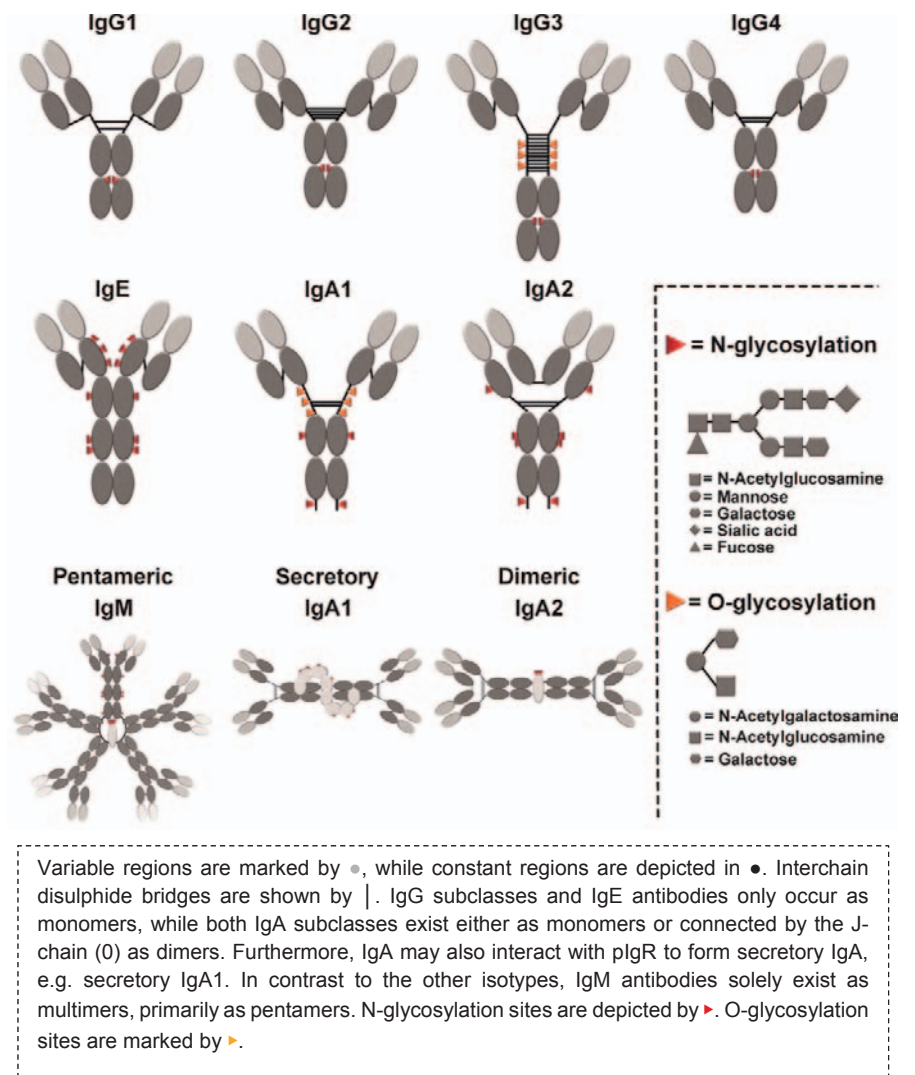 IgG1 IgG2 IgG3 IgG4
IgE IgA1 IgA2
= N-glycosylation
= N-Acetylglucosamine
= Mannose
= Galactose
= Sialic acid
= Fucose
Pentameric IgM
Secretory IgA1
Dimeric IgA2
= O-glycosylation
= N-Acetylgalactosamine
= N-Acetylglucosamine
= Galactose
Variable regions are marked by ●, while constant regions are depicted in ●. Interchain
disulphide bridges are shown by │. IgG subclasses and IgE antibodies only occur as
monomers, while both IgA subclasses exist either as monomers or connected by the J-
chain (0) as dimers. Furthermore, IgA may also interact with pIgR to form secretory IgA,
e.g. secretory IgA1. In contrast to the other isotypes, IgM antibodies solely exist as
multimers, primarily as pentamers. N-glycosylation sites are depicted by ►. O-glycosylation
sites are marked by ►.